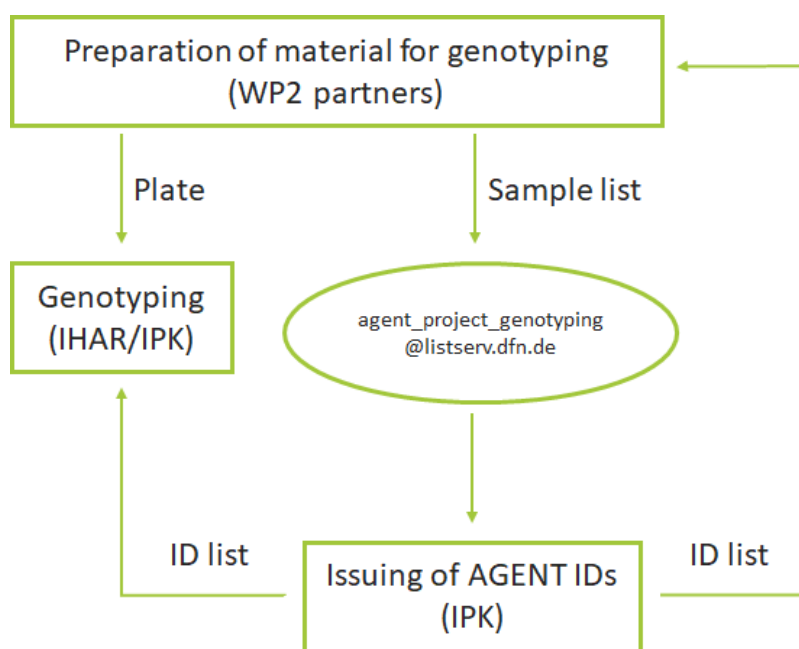 Preparation of material for genotyping
(WP2 partners)
Plate
Sample list
Genotyping
(IHAR/IPK)
agent_project_genotyping
@listserv.dfn.de
ID list
ID list
Issuing of AGENT IDs
(IPK)